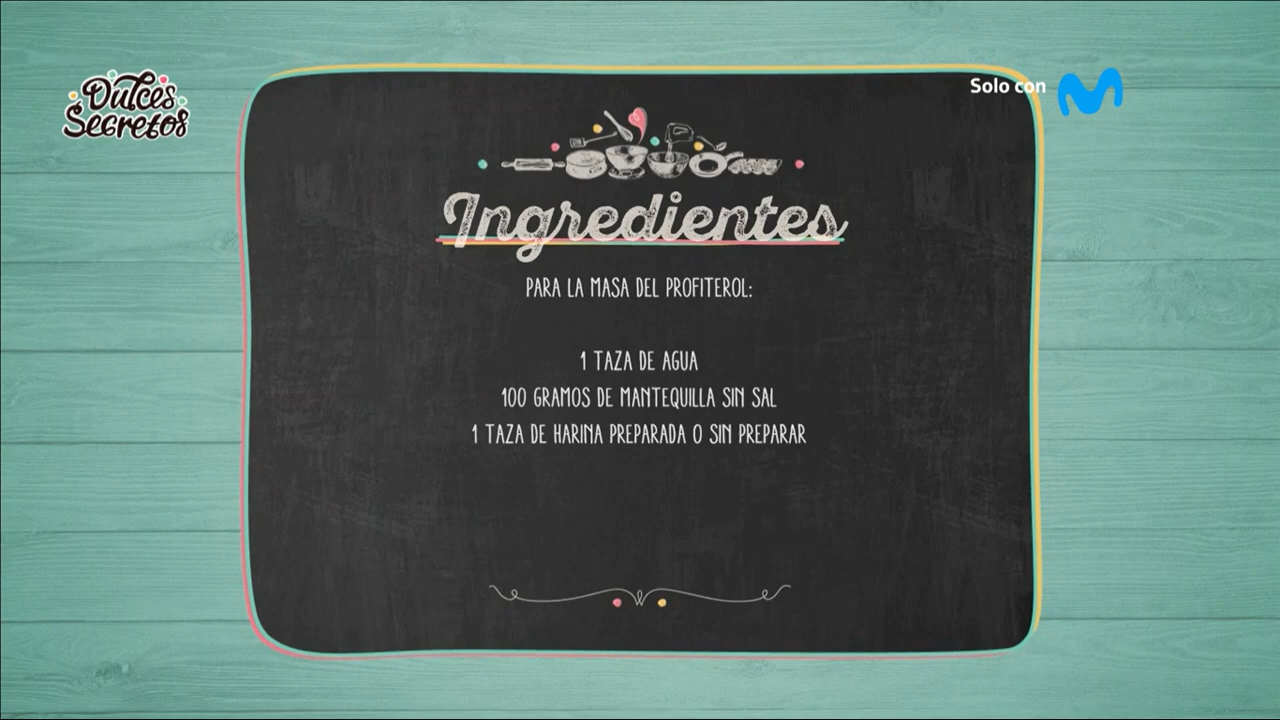 Dulces
Secretos
Solo con
Ingredientes
PARA LA MASA DEL PROFITEROL:
1 TAZA DE AGUA
100 GRAMOS DE MANTEQUILLA SIN SAL
1 TAZA DE HARINA PREPARADA O SIN PREPARAR